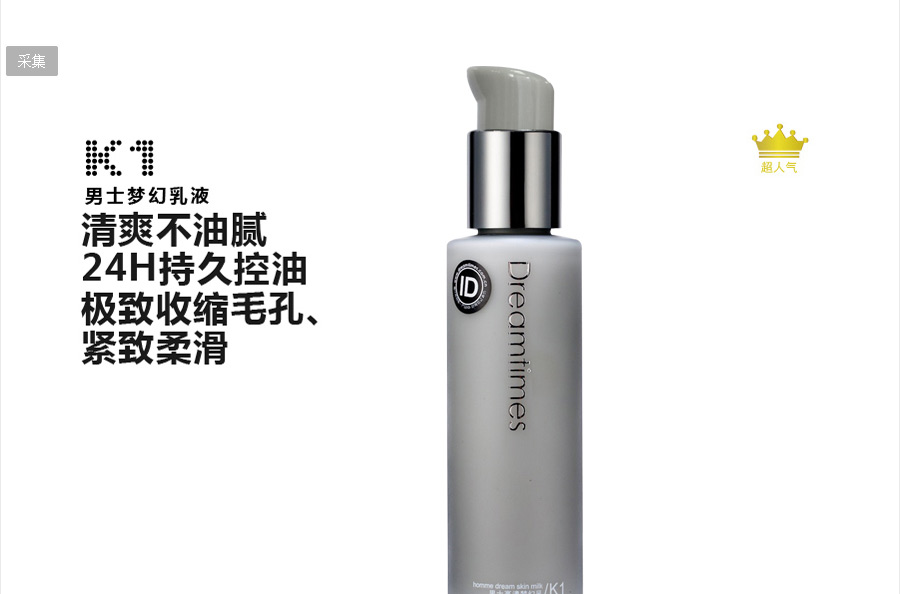 采集
K1
男士梦幻乳液
清爽不油腻
24H持久控油
极致收缩毛孔、
紧致柔滑
超人气
ID
Dreamtimes
homme dream skin milk
/K1